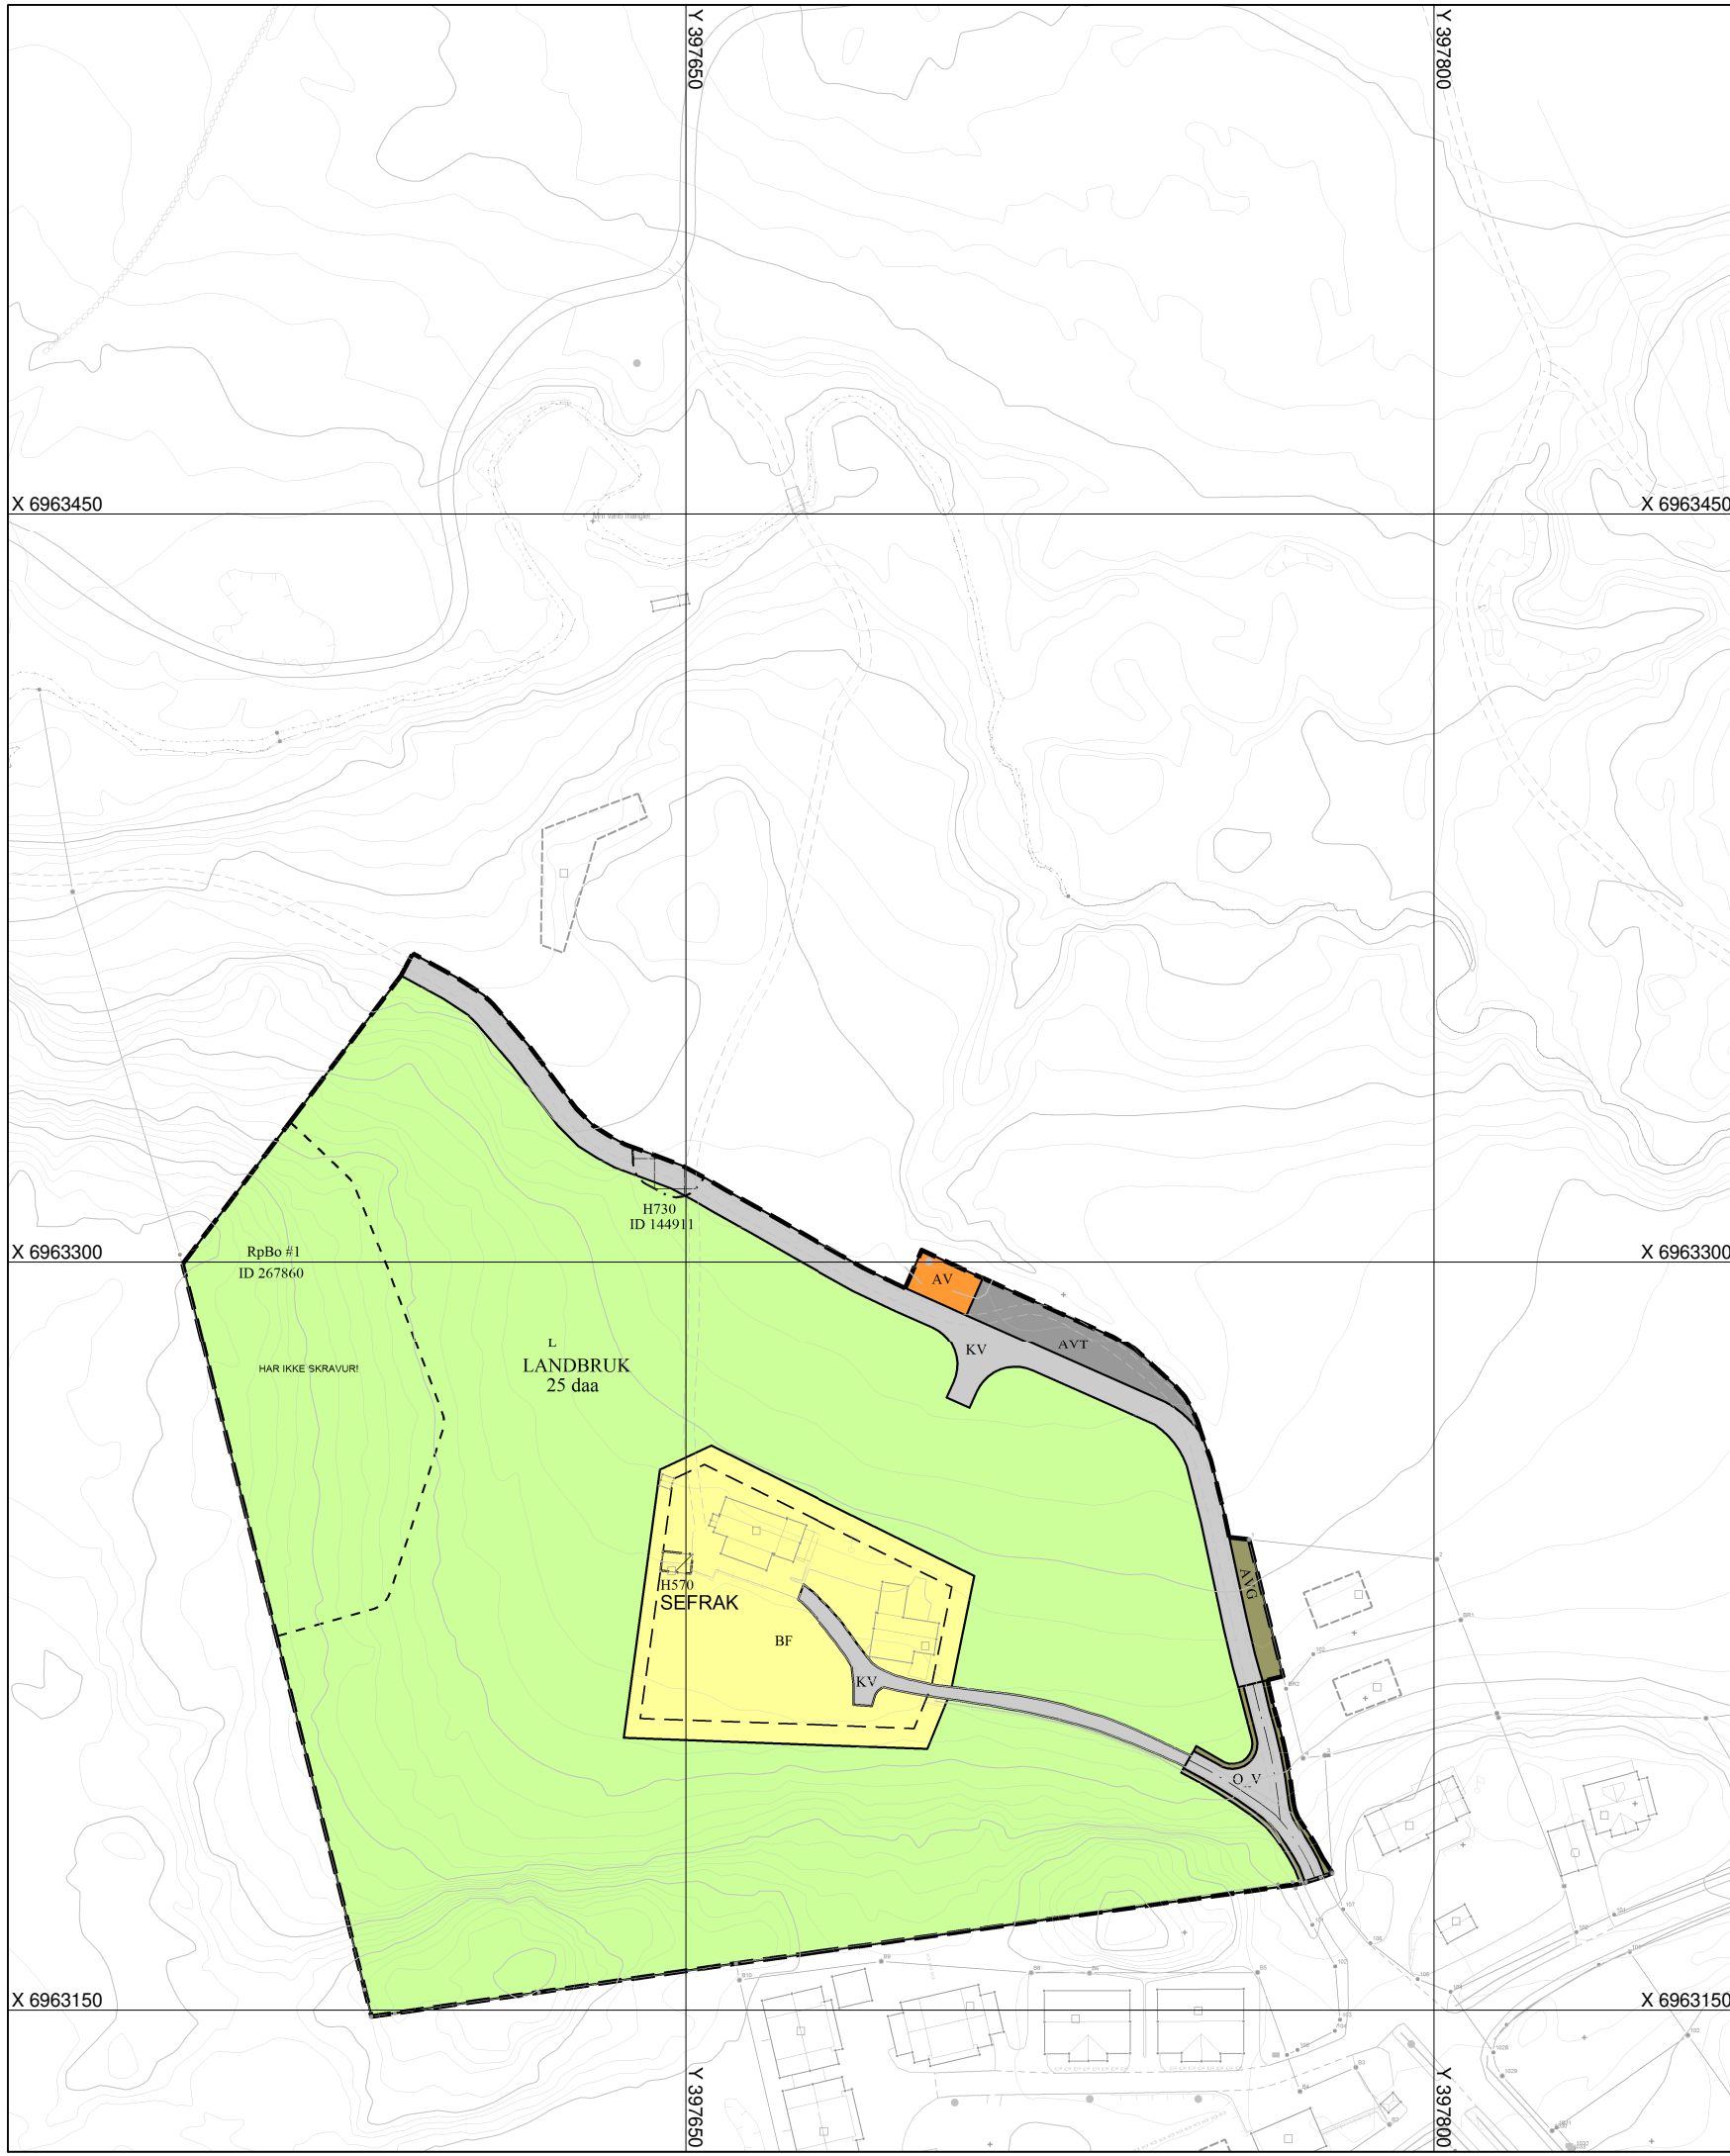 Y 397650
Y 397800
X 6963450
X 6963450
H730
ID 144911
RpBo #1
ID 267860
X 6963300
X 6963300
AV
L
LANDBRUK
25 daa
HAR IKKE SKRAVUR!
KV
AVT
AVG
H570
SEFRAK
BF
KV
O_V
X 6963150
X 6963150
Y 397650
Y 397800